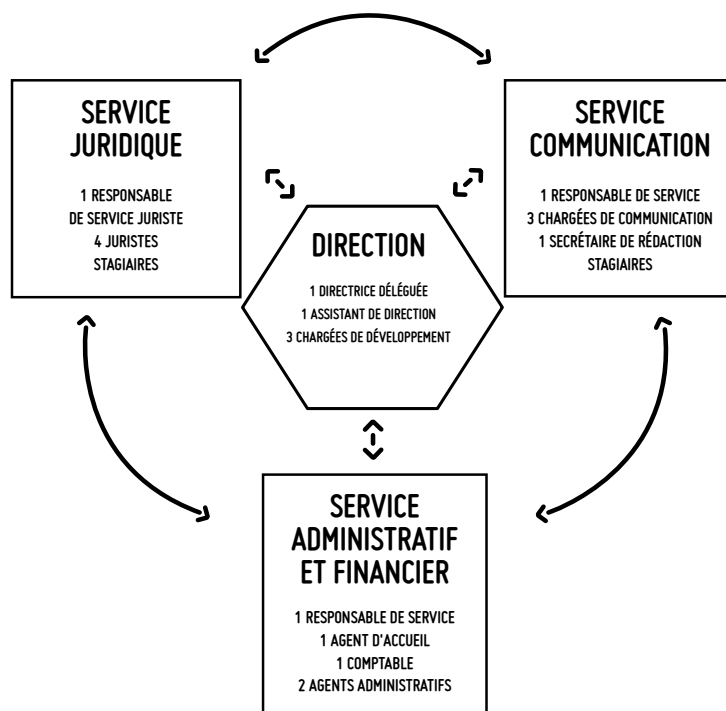 SERVICE
JURIDIQUE
1 RESPONSABLE
DE SERVICE JURISTE
4 JURISTES
STAGIAIRES
SERVICE
COMMUNICATION
1 RESPONSABLE DE SERVICE
3 CHARGÉES DE COMMUNICATION
1 SECRÉTAIRE DE RÉDACTION
STAGIAIRES
DIRECTION
1 DIRECTRICE DÉLÉGUÉE
1 ASSISTANT DE DIRECTION
3 CHARGÉES DE DÉVELOPPEMENT
SERVICE
ADMINISTRATIF
ET FINANCIER
1 RESPONSABLE DE SERVICE
1 AGENT D'ACCUEIL
1 COMPTABLE
2 AGENTS ADMINISTRATIFS